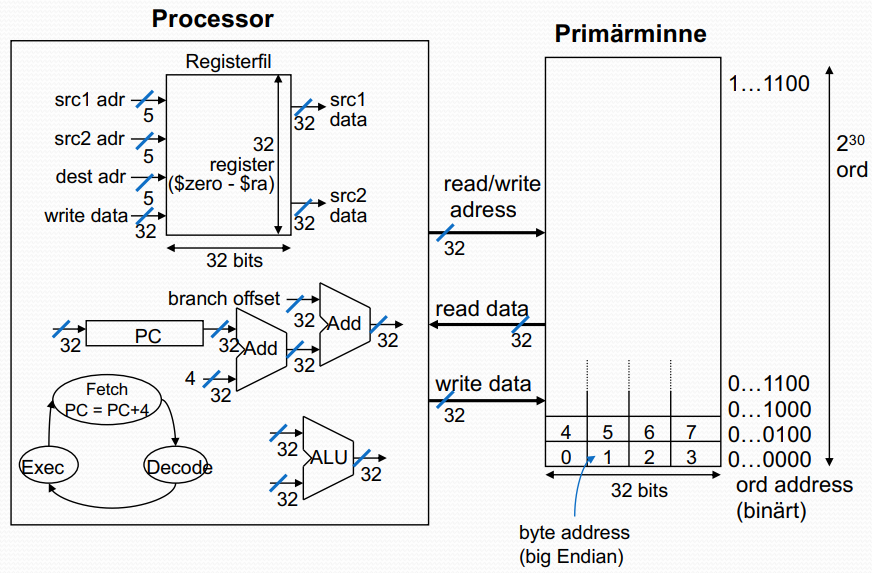 Processor
Primärminne
Registerfil
src1 adr
5
src2 adr
5
dest adr
5
write data
32
32
register
($zero - $ra)
src1
32 data
src2
32 data
32 bits
branch offset
32
Add
32
32
PC
32
Add
32
4
32
Fetch
PC = PC+4
Exec
Decode
32
ALU
32
32
read/write
adress
32
read data
32
write data
32
1…1100
2³⁰
ord
0…1100
0…1000
4 5 6 7
0…0100
0 1 2 3
0…0000
32 bits
ord address
(binärt)
byte address
(big Endian)